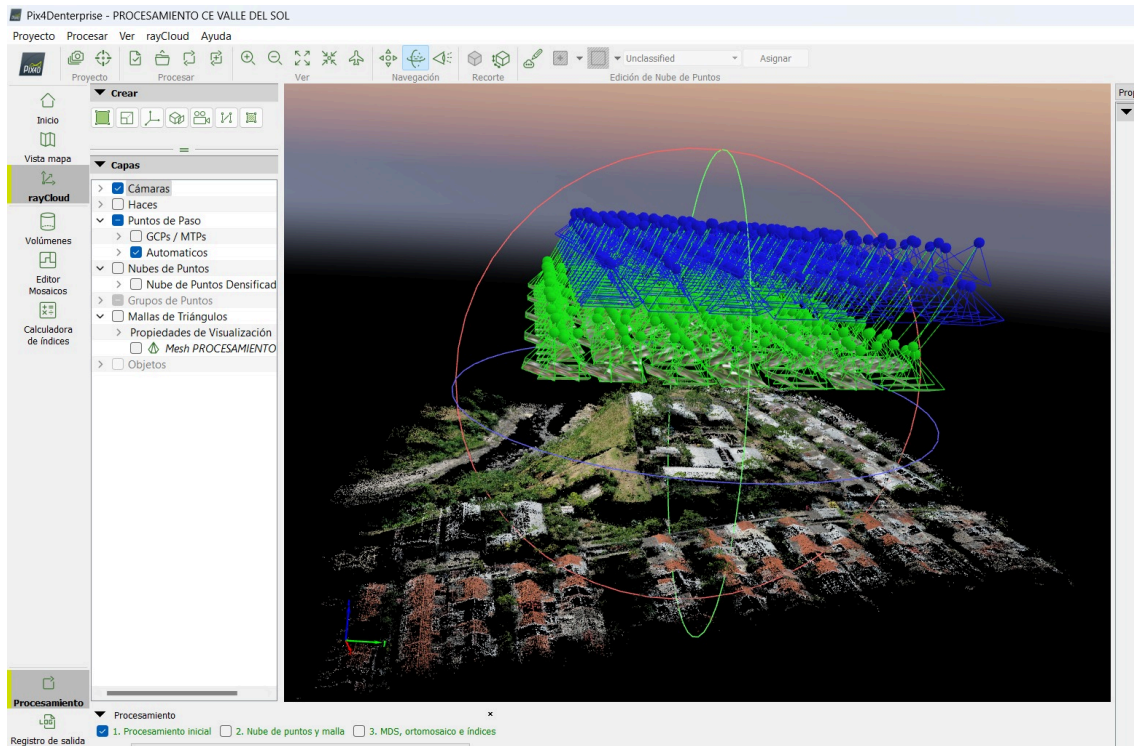 Pix4Denterprise - PROCESAMIENTO CE VALLE DEL SOL
Proyecto Procesar Ver rayCloud Ayuda
PIX4D
Unclassified Asignar
Proyecto Procesar Ver Navegación Recorte Edición de Nube de Puntos
Inicio
Vista mapa
rayCloud
Volúmenes
Editor
Mosaicos
Calculadora
de índices
Procesamiento
Registro de salida
Crear
Capas
Cámaras
Haces
Puntos de Paso
GCPs / MTPs
Automaticos
Nubes de Puntos
Nube de Puntos Densificad
Grupos de Puntos
Mallas de Triángulos
Propiedades de Visualización
Mesh PROCESAMIENTO
Objetos
Prop
Procesamiento
1. Procesamiento inicial 2. Nube de puntos y malla 3. MDS, ortomosaico e índices